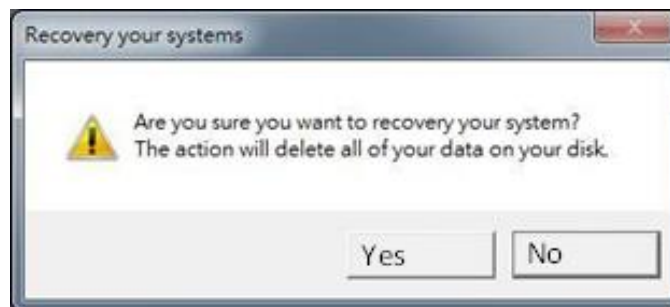 Recovery your systems
Are you sure you want to recovery your system?
The action will delete all of your data on your disk.
Yes
No